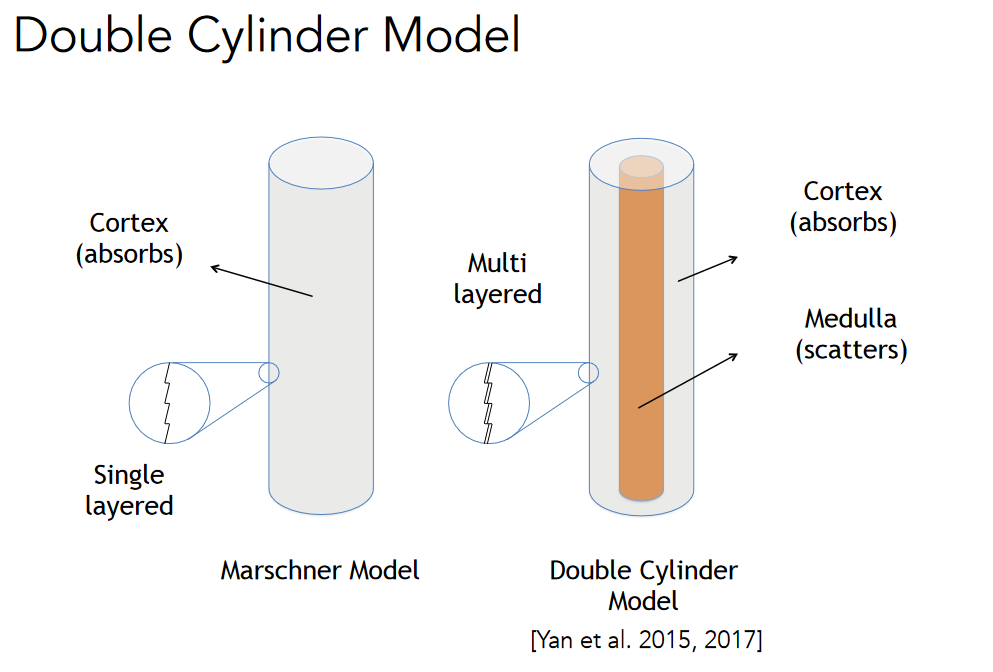 Double Cylinder Model
Cortex
(absorbs)
Single
layered
Marschner Model
Multi
layered
Cortex
(absorbs)
Medulla
(scatters)
Double Cylinder
Model
[Yan et al. 2015, 2017]